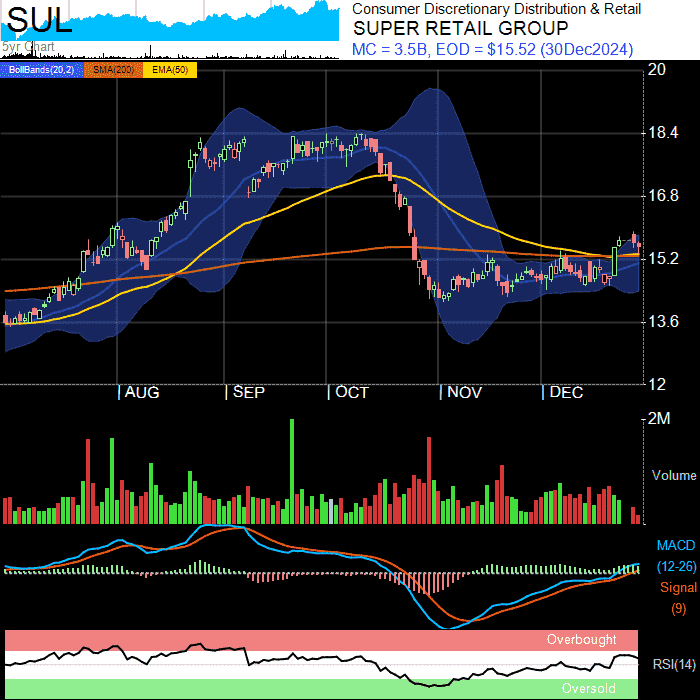 SUL
5yr Chart
Consumer Discretionary Distribution & Retail
SUPER RETAIL GROUP
MC = 3.5B, EOD = $15.52 (30Dec2024)
BollBands(20,2) SMA(200) EMA(50)
20
18.4
16.8
15.2
13.6
12
AUG SEP OCT NOV DEC
2M
Volume
MACD
(12-26)
Signal
(9)
Overbought
RSI(14)
Oversold